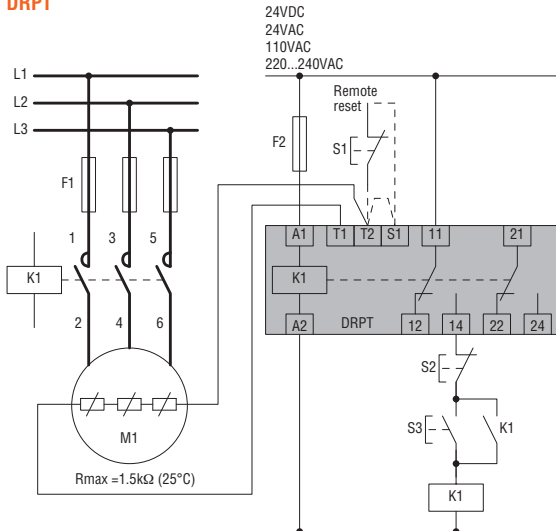 DRPT
24VDC
24VAC
110VAC
220...240VAC
L1
L2
L3
Remote
reset
F2
S1
F1
A1 T1 T2 S1 11 21
1 3 5
K1
K1
2 4 6
A2 DRPT 12 14 22 24
S2
M1
S3 K1
Rmax =1.5kΩ (25°C)
K1